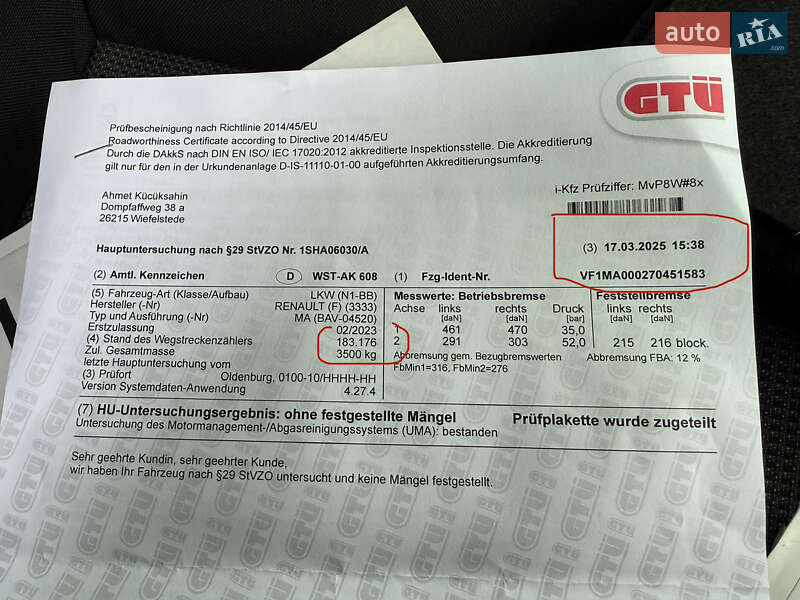 auto RIA.com
GTÜ
Prüfbescheinigung nach Richtlinie 2014/45/EU
Roadworthiness Certificate according to Directive 2014/45/EU
Durch die DAkkS nach DIN EN ISO/ IEC 17020:2012 akkreditierte Inspektionsstelle. Die Akkreditierung
gilt nur für den in der Urkundenanlage D-IS-11110-01-00 aufgeführten Akkreditierungsumfang.
i-Kfz Prüfziffer: MvP8W#8x
Ahmet Kücüksahin
Dompfaffweg 38 a
26215 Wiefelstede
(3) 17.03.2025 15:38
Hauptuntersuchung nach §29 StVZO Nr. 1SHA06030/A
VF1MA000270451583
(2) Amtl. Kennzeichen D WST-AK 608 (1) Fzg-Ident-Nr.
(5) Fahrzeug-Art (Klasse/Aufbau) LKW (N1-BB)
Hersteller (-Nr) RENAULT (F) (3333)
Typ und Ausführung (-Nr) MA (BAV-04520)
Erstzulassung 02/2023
(4) Stand des Wegstreckenzählers 183.176
Zul. Gesamtmasse 3500 kg
letzte Hauptuntersuchung vom
(3) Prüfort Oldenburg, 0100-10/HHHH-HH
Version Systemdaten-Anwendung 4.27.4
Messwerte: Betriebsbremse Feststellbremse
Achse links rechts Druck links rechts
[daN] [daN] [bar] [daN] [daN]
1 461 470 35,0
2 291 303 52,0 215 216 block.
Abbremsung gem. Bezugbremswerten Abbremsung FBA: 12 %
FbMin1=316, FbMin2=276
(7) HU-Untersuchungsergebnis: ohne festgestellte Mängel Prüfplakette wurde zugeteilt
Untersuchung des Motormanagement-/Abgasreinigungssystems (UMA): bestanden
Sehr geehrte Kundin, sehr geehrter Kunde,
wir haben Ihr Fahrzeug nach §29 StVZO untersucht und keine Mängel festgestellt.